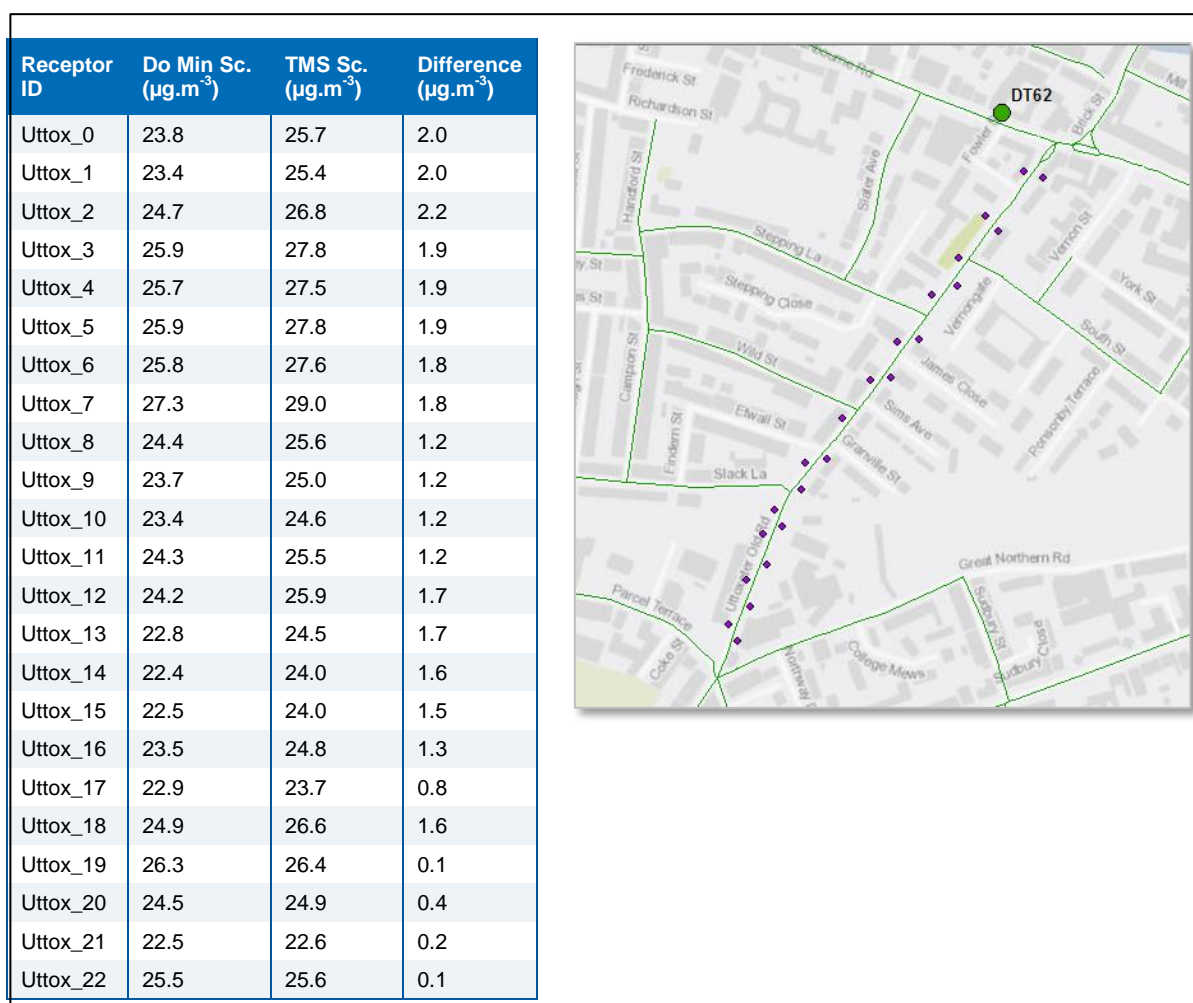 Receptor ID | Do Min Sc. (µg.m-3) | TMS Sc. (µg.m-3) | Difference (µg.m-3)
Uttox_0 | 23.8 | 25.7 | 2.0
Uttox_1 | 23.4 | 25.4 | 2.0
Uttox_2 | 24.7 | 26.8 | 2.2
Uttox_3 | 25.9 | 27.8 | 1.9
Uttox_4 | 25.7 | 27.5 | 1.9
Uttox_5 | 25.9 | 27.8 | 1.9
Uttox_6 | 25.8 | 27.6 | 1.8
Uttox_7 | 27.3 | 29.0 | 1.8
Uttox_8 | 24.4 | 25.6 | 1.2
Uttox_9 | 23.7 | 25.0 | 1.2
Uttox_10 | 23.4 | 24.6 | 1.2
Uttox_11 | 24.3 | 25.5 | 1.2
Uttox_12 | 24.2 | 25.9 | 1.7
Uttox_13 | 22.8 | 24.5 | 1.7
Uttox_14 | 22.4 | 24.0 | 1.6
Uttox_15 | 22.5 | 24.0 | 1.5
Uttox_16 | 23.5 | 24.8 | 1.3
Uttox_17 | 22.9 | 23.7 | 0.8
Uttox_18 | 24.9 | 26.6 | 1.6
Uttox_19 | 26.3 | 26.4 | 0.1
Uttox_20 | 24.5 | 24.9 | 0.4
Uttox_21 | 22.5 | 22.6 | 0.2
Uttox_22 | 25.5 | 25.6 | 0.1
Frederick St
Richardson St
DT62
Brick St
Handford St
Slater Ave
Stepping La
Vernon St
York St
Stepping Close
Vernongate
South St
Campion St
Wild St
James Close
Ponsonby Terrace
Sims Ave
Elwall St
Findern St
Granville St
Slack La
Uttoxeter Old Rd
Great Northern Rd
Parcel Terrace
Sudbury St
Sudbury Close
Coke St
College Mews